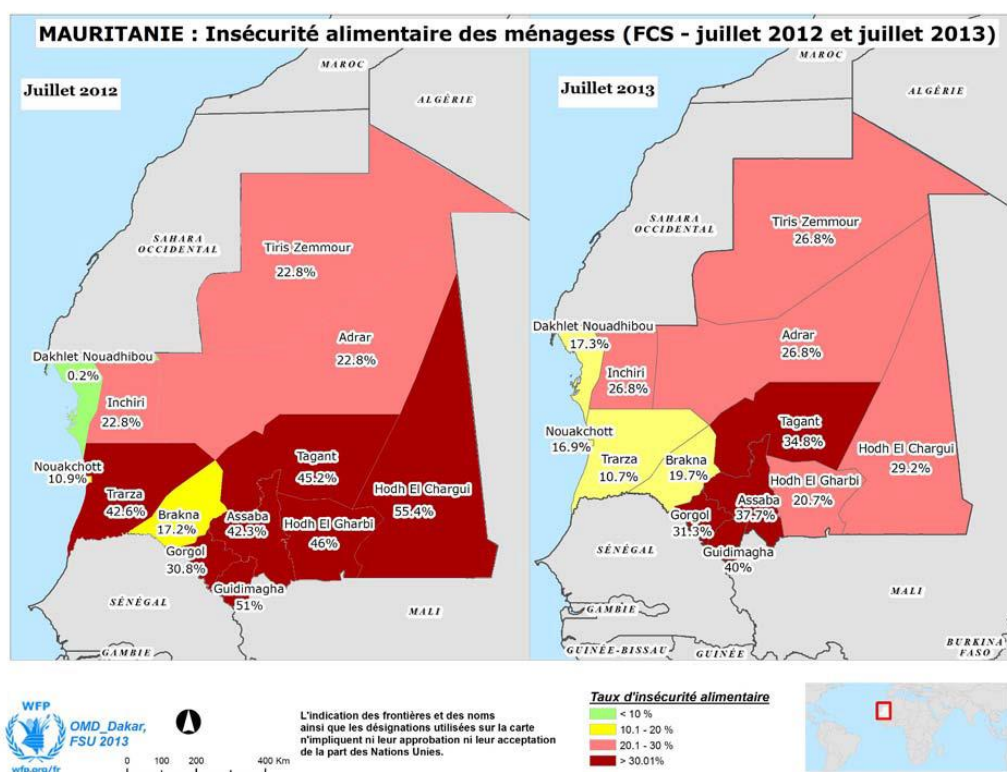 MAURITANIE : Insécurité alimentaire des ménagess (FCS - juillet 2012 et juillet 2013)
Juillet 2012
MAROC
ALGÉRIE
SAHARA
OCCIDENTAL
Tiris Zemmour
22.8%
Adrar
22.8%
Dakhlet Nouadhibou
0.2%
Inchiri
22.8%
Nouakchott
10.9%
Trarza
42.6%
Brakna
17.2%
Tagant
45.2%
Assaba
42.3%
Hodh El Chargui
55.4%
Hodh El Gharbi
46%
Gorgol
30.8%
Guidimagha
51%
SÉNÉGAL
MALI
GAMBIE
Juillet 2013
MAROC
ALGÉRIE
SAHARA
OCCIDENTAL
Tiris Zemmour
26.8%
Dakhlet Nouadhibou
17.3%
Adrar
26.8%
Inchiri
26.8%
Nouakchott
16.9%
Trarza
10.7%
Brakna
19.7%
Tagant
34.8%
Hodh El Chargui
29.2%
Hodh El Gharbi
20.7%
Assaba
37.7%
Gorgol
31.3%
Guidimagha
40%
SÉNÉGAL
MALI
GAMBIE
GUINÉE-BISSAU
GUINÉE
BURKINA
FASO
WFP
wfp.org/fr
OMD_Dakar,
FSU 2013
0 100 200 400 Km
L'indication des frontières et des noms
ainsi que les désignations utilisées sur la carte
n'impliquent ni leur approbation ni leur acceptation
de la part des Nations Unies.
Taux d'insécurité alimentaire
< 10 %
10.1 - 20 %
20.1 - 30 %
> 30.01%